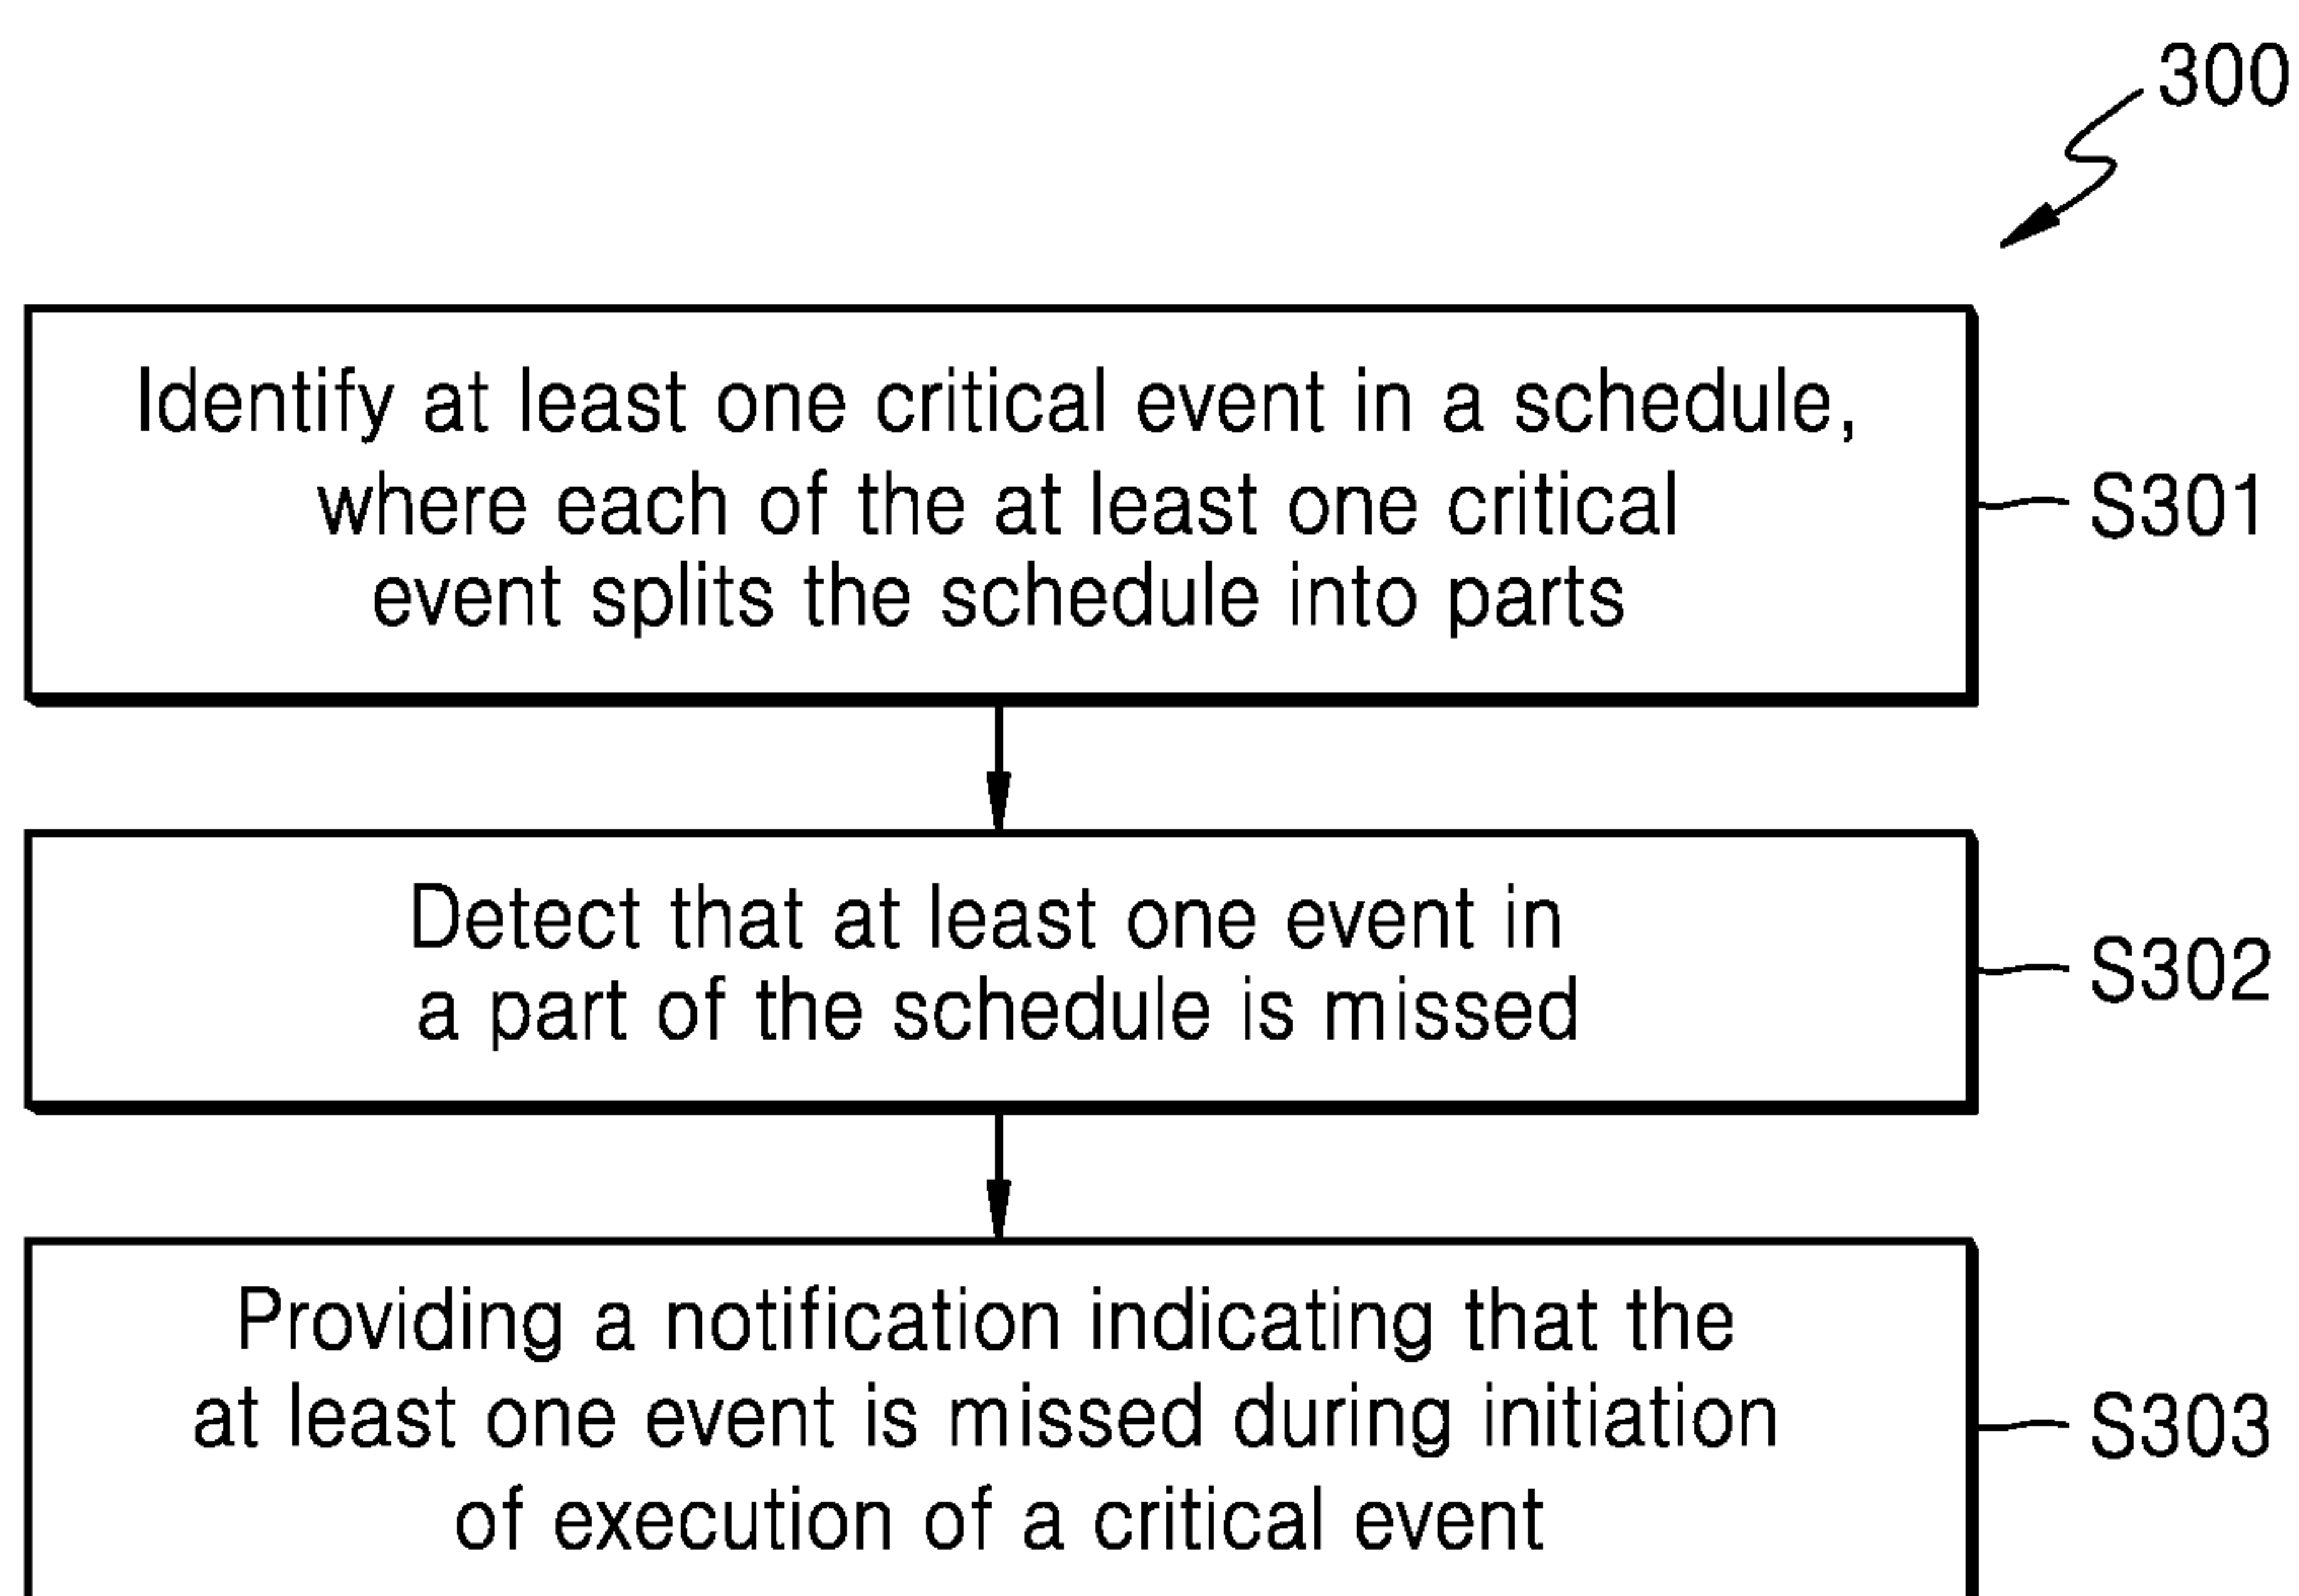 300
Identify at least one critical event in a schedule,
where each of the at least one critical
event splits the schedule into parts
S301
Detect that at least one event in
a part of the schedule is missed
S302
Providing a notification indicating that the
at least one event is missed during initiation
of execution of a critical event
S303